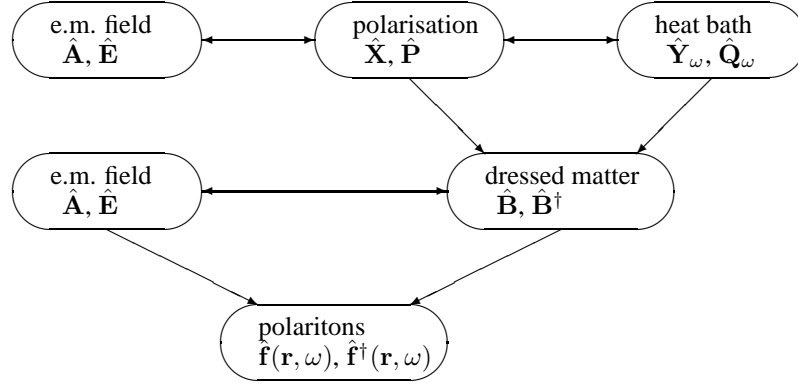 e.m. field
Â, Ê
polarisation
X̂, P̂
heat bath
Ŷ_ω, Q̂_ω
e.m. field
Â, Ê
dressed matter
B̂, B̂†
polaritons
f̂(r, ω), f̂†(r, ω)